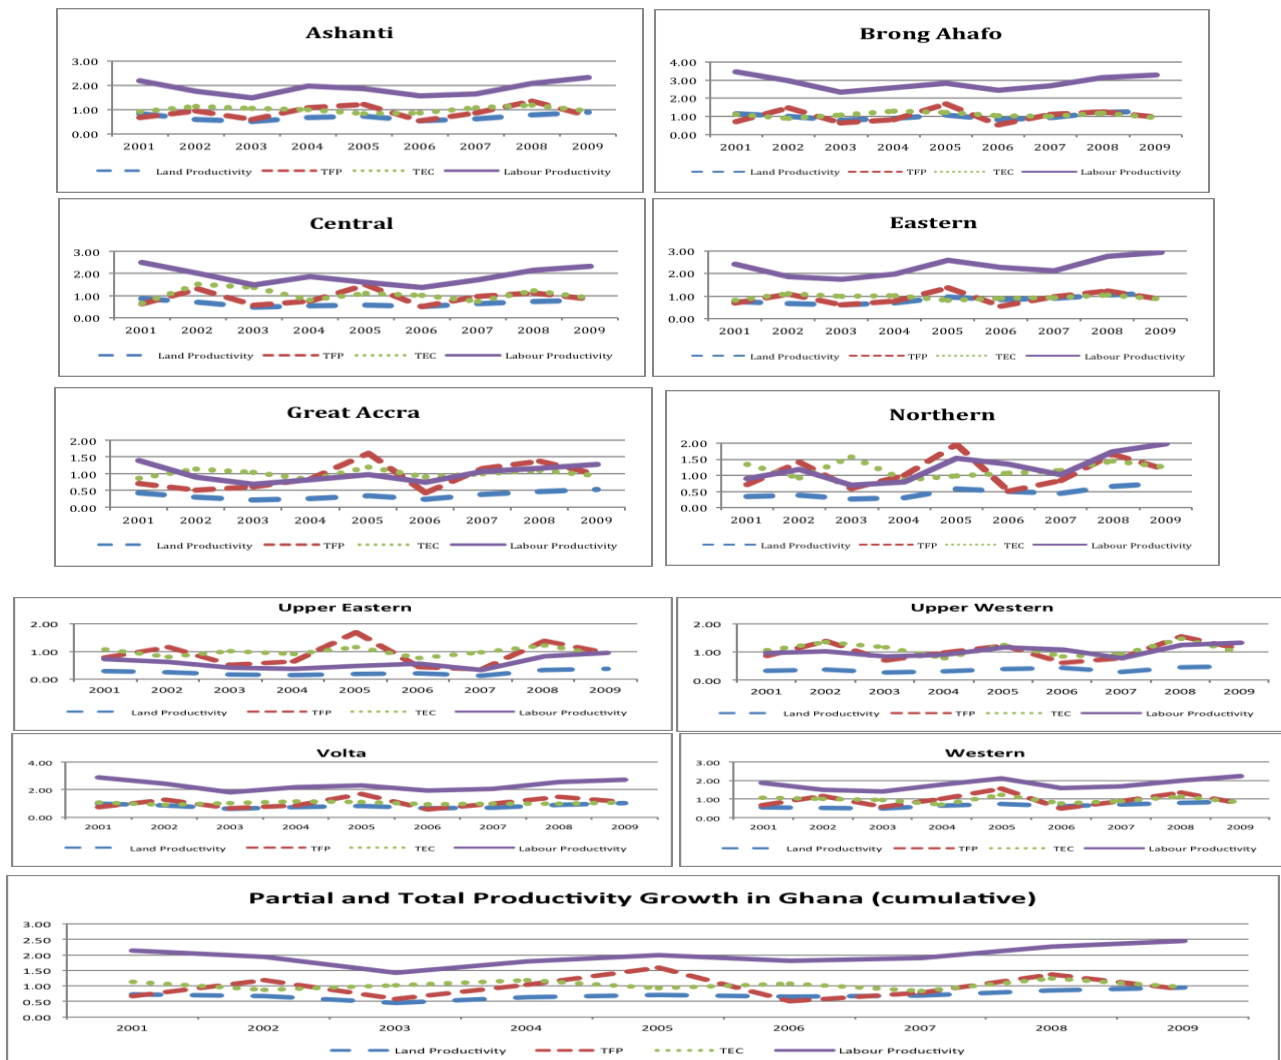 Ashanti
3.00
2.00
1.00
0.00
2001 2002 2003 2004 2005 2006 2007 2008 2009
Land Productivity TFP TEC Labour Productivity
Brong Ahafo
4.00
3.00
2.00
1.00
0.00
2001 2002 2003 2004 2005 2006 2007 2008 2009
Land Productivity TFP TEC Labour Productivity
Central
3.00
2.00
1.00
0.00
2001 2002 2003 2004 2005 2006 2007 2008 2009
Land Productivity TFP TEC Labour Productivity
Eastern
3.00
2.00
1.00
0.00
2001 2002 2003 2004 2005 2006 2007 2008 2009
Land Productivity TFP TEC Labour Productivity
Great Accra
2.00
1.50
1.00
0.50
0.00
2001 2002 2003 2004 2005 2006 2007 2008 2009
Land Productivity TFP TEC Labour Productivity
Northern
2.00
1.50
1.00
0.50
0.00
2001 2002 2003 2004 2005 2006 2007 2008 2009
Land Productivity TFP TEC Labour Productivity
Upper Eastern
2.00
1.00
0.00
2001 2002 2003 2004 2005 2006 2007 2008 2009
Land Productivity TFP TEC Labour Productivity
Upper Western
2.00
1.00
0.00
2001 2002 2003 2004 2005 2006 2007 2008 2009
Land Productivity TFP TEC Labour Productivity
Volta
4.00
2.00
0.00
2001 2002 2003 2004 2005 2006 2007 2008 2009
Land Productivity TFP TEC Labour Productivity
Western
3.00
2.00
1.00
0.00
2001 2002 2003 2004 2005 2006 2007 2008 2009
Land Productivity TFP TEC Labour Productivity
Partial and Total Productivity Growth in Ghana (cumulative)
3.00
2.50
2.00
1.50
1.00
0.50
0.00
2001 2002 2003 2004 2005 2006 2007 2008 2009
Land Productivity TFP TEC Labour Productivity